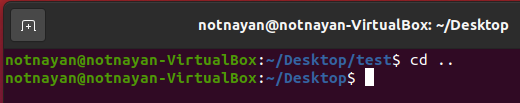 notnayan@notnayan-VirtualBox: ~/Desktop
notnayan@notnayan-VirtualBox:~/Desktop/test$ cd ..
notnayan@notnayan-VirtualBox:~/Desktop$